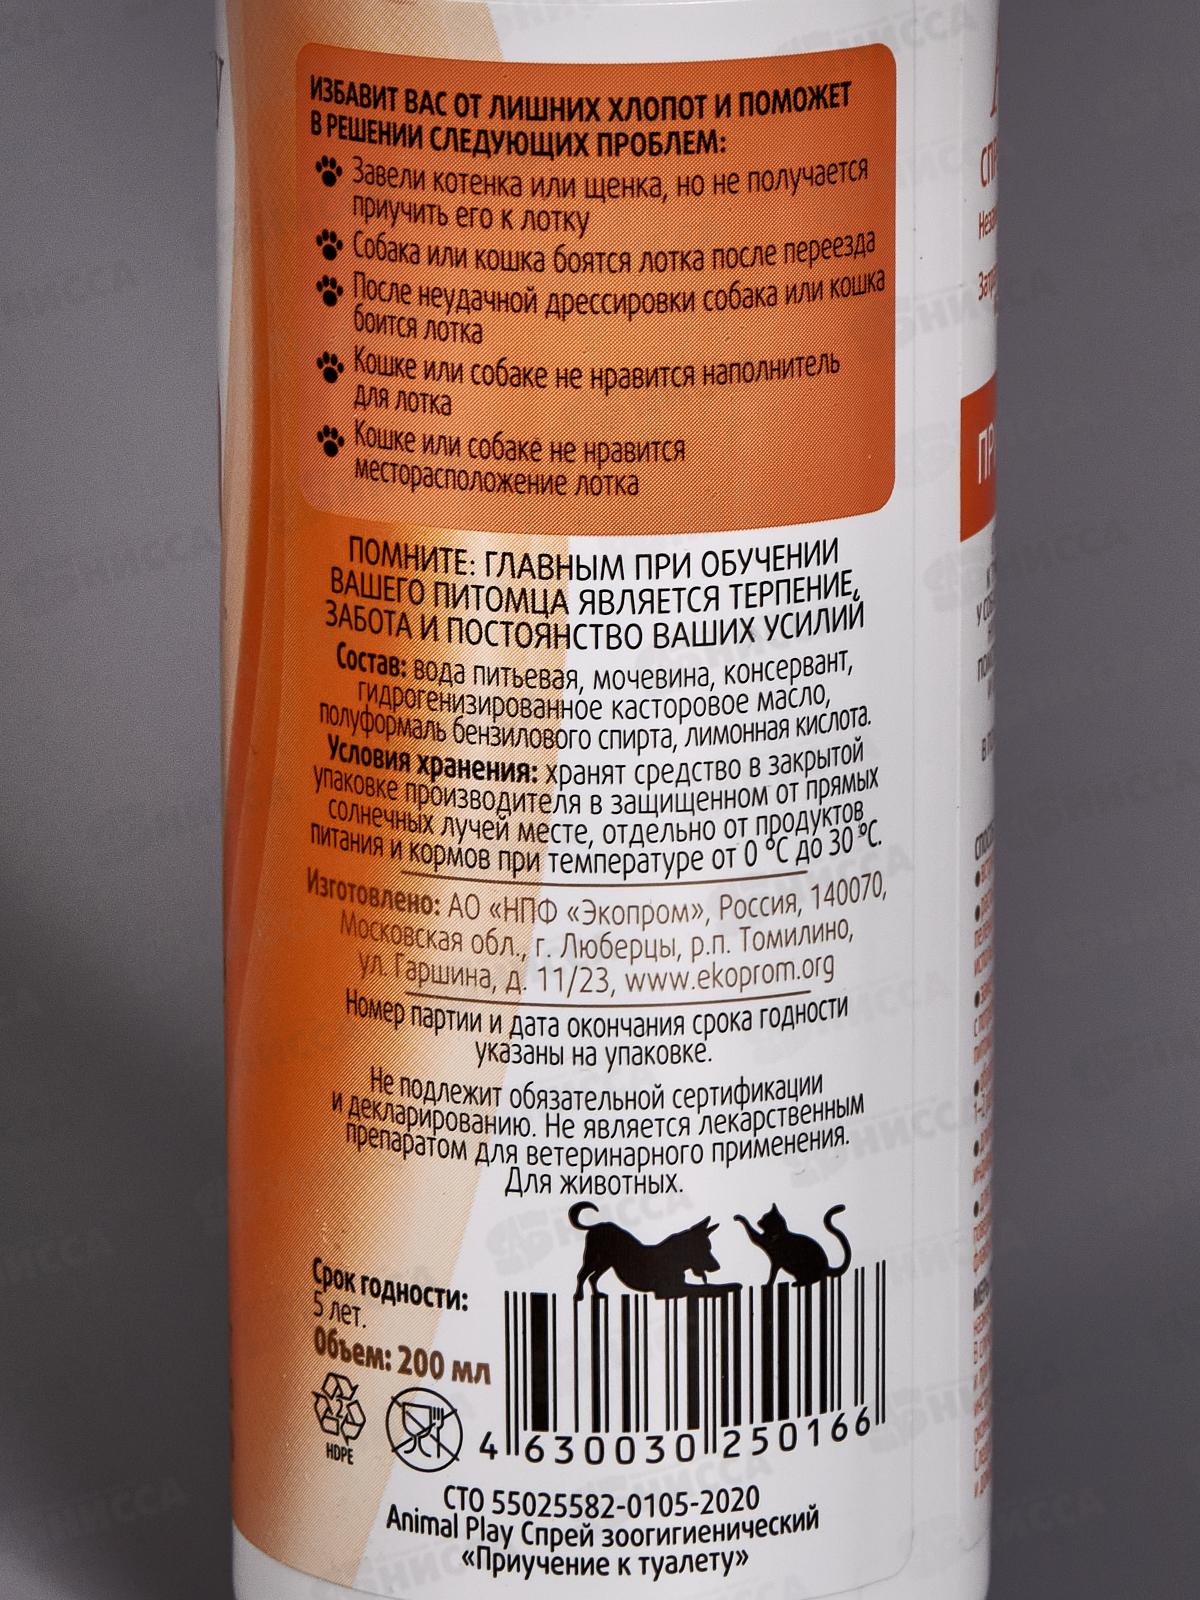 ИЗБАВИТ ВАС ОТ ЛИШНИХ ХЛОПОТ И ПОМОЖЕТ
В РЕШЕНИИ СЛЕДУЮЩИХ ПРОБЛЕМ:
Завели котенка или щенка, но не получается
приучить его к лотку
Собака или кошка боятся лотка после переезда
После неудачной дрессировки собака или кошка
боится лотка
Кошке или собаке не нравится наполнитель
для лотка
Кошке или собаке не нравится
месторасположение лотка
ПОМНИТЕ: ГЛАВНЫМ ПРИ ОБУЧЕНИИ
ВАШЕГО ПИТОМЦА ЯВЛЯЕТСЯ ТЕРПЕНИЕ,
ЗАБОТА И ПОСТОЯНСТВО ВАШИХ УСИЛИЙ
Состав: вода питьевая, мочевина, консервант,
гидрогенизированное касторовое масло,
полуформаль бензилового спирта, лимонная кислота.
Условия хранения: хранят средство в закрытой
упаковке производителя в защищенном от прямых
солнечных лучей месте, отдельно от продуктов
питания и кормов при температуре от 0 °С до 30 °С.
Изготовлено: АО «НПФ «Экопром», Россия, 140070,
Московская обл., г. Люберцы, р.п. Томилино,
ул. Гаршина, д. 11/23, www.ekoprom.org
Номер партии и дата окончания срока годности
указаны на упаковке.
Не подлежит обязательной сертификации
и декларированию. Не является лекарственным
препаратом для ветеринарного применения.
Для животных.
Срок годности:
5 лет.
Объем: 200 мл
2
HDPE
4 630030 250166
СТО 55025582-0105-2020
Animal Play Спрей зоогигиенический
«Приучение к туалету»